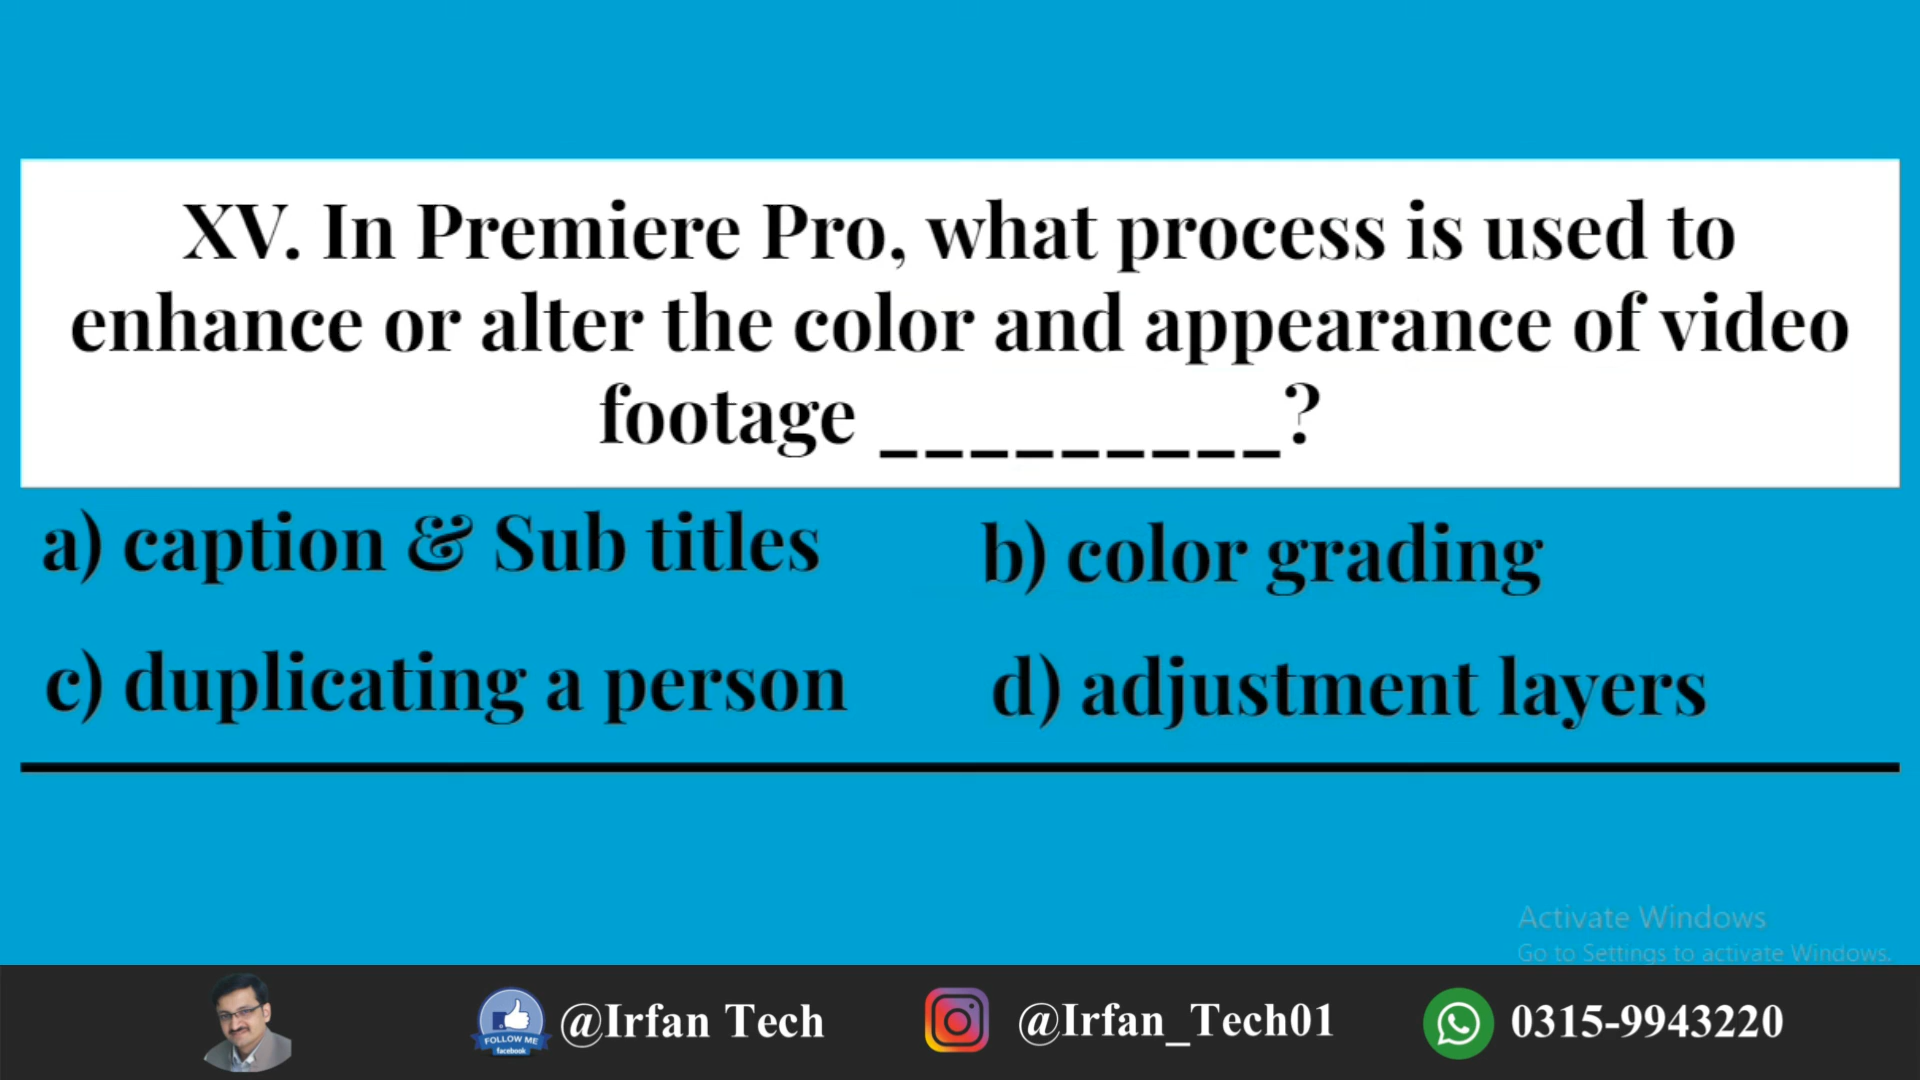 XV. In Premiere Pro, what process is used to
enhance or alter the color and appearance of video
footage _________?
a) caption & Sub titles
b) color grading
c) duplicating a person
d) adjustment layers
Activate Windows
Go to Settings to activate Windows.
FOLLOW ME
facebook
@Irfan Tech
@Irfan_Tech01
0315-9943220